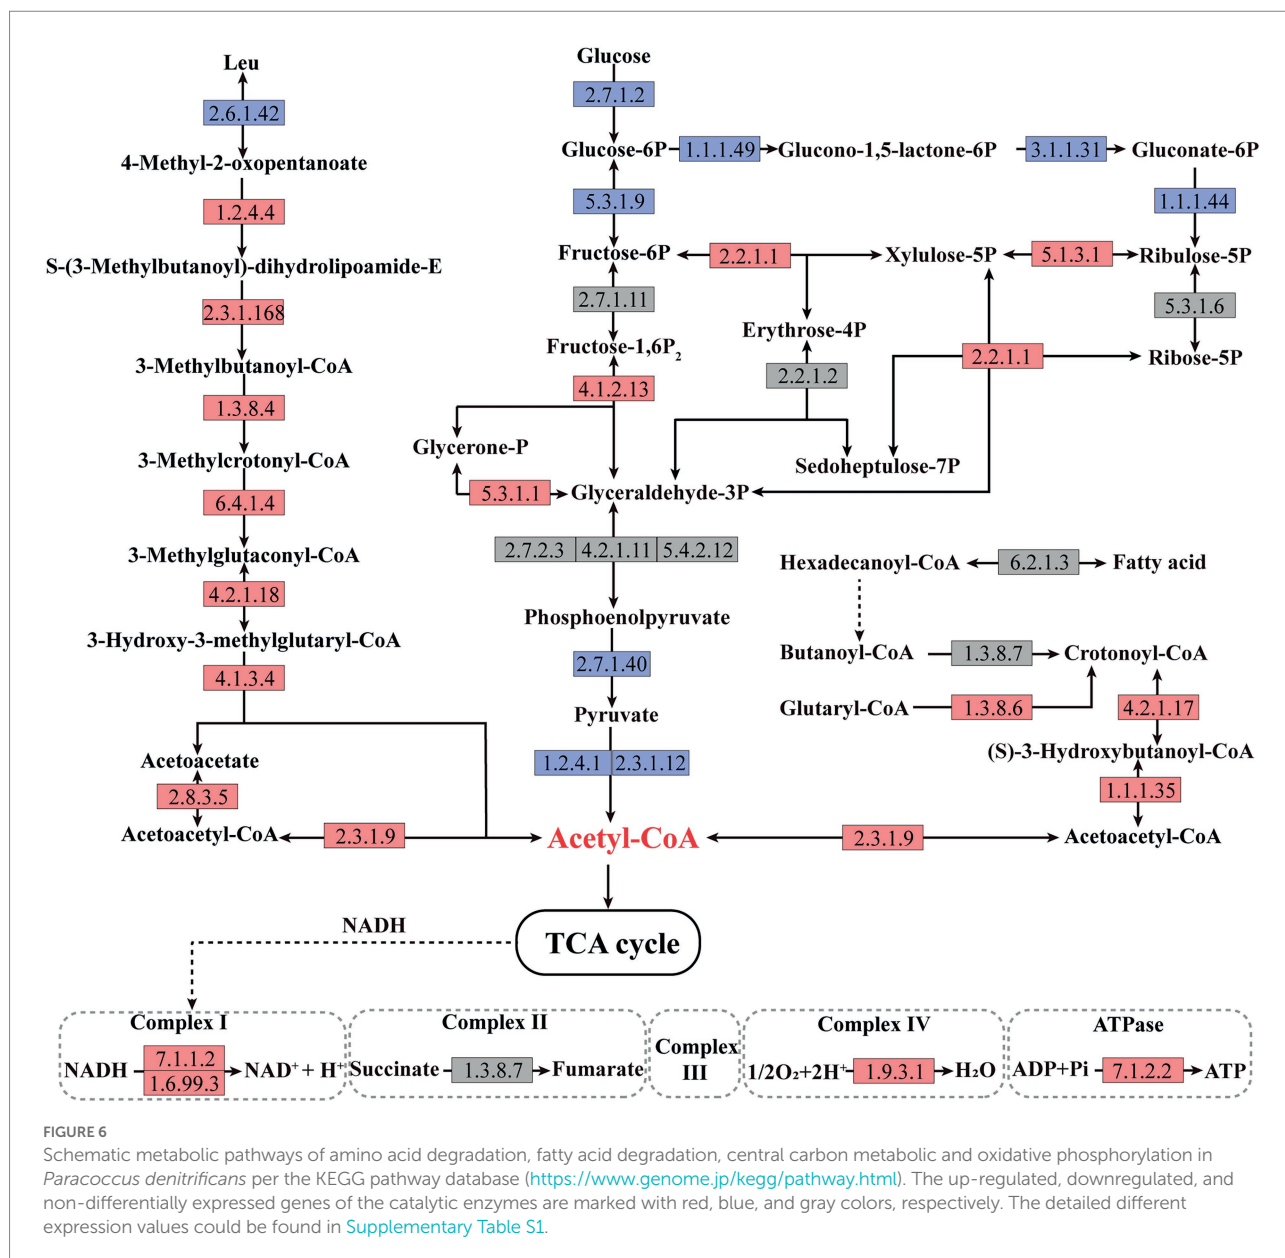 Leu
2.6.1.42
4-Methyl-2-oxopentanoate
1.2.4.4
S-(3-Methylbutanoyl)-dihydrolipoamide-E
2.3.1.168
3-Methylbutanoyl-CoA
1.3.8.4
3-Methylcrotonyl-CoA
6.4.1.4
3-Methylglutaconyl-CoA
4.2.1.18
3-Hydroxy-3-methylglutaryl-CoA
4.1.3.4
Acetoacetate
2.8.3.5
Acetoacetyl-CoA
2.3.1.9
Glucose
2.7.1.2
Glucose-6P
1.1.1.49
Glucono-1,5-lactone-6P
3.1.1.31
Gluconate-6P
5.3.1.9
1.1.1.44
Fructose-6P
2.2.1.1
Xylulose-5P
5.1.3.1
Ribulose-5P
2.7.1.11
5.3.1.6
Erythrose-4P
Fructose-1,6P₂
2.2.1.1
Ribose-5P
4.1.2.13
2.2.1.2
Glycerone-P
Sedoheptulose-7P
5.3.1.1
Glyceraldehyde-3P
2.7.2.3 4.2.1.11 5.4.2.12
Phosphoenolpyruvate
2.7.1.40
Pyruvate
1.2.4.1 2.3.1.12
Acetyl-CoA
Hexadecanoyl-CoA
6.2.1.3
Fatty acid
Butanoyl-CoA
1.3.8.7
Crotonoyl-CoA
Glutaryl-CoA
1.3.8.6
4.2.1.17
(S)-3-Hydroxybutanoyl-CoA
1.1.1.35
2.3.1.9
Acetoacetyl-CoA
NADH
TCA cycle
Complex I
NADH
7.1.1.2
1.6.99.3
NAD⁺ + H⁺
Complex II
Succinate
1.3.8.7
Fumarate
Complex
III
Complex IV
1/2O₂+2H⁺
1.9.3.1
H₂O
ATPase
ADP+Pi
7.1.2.2
ATP
FIGURE 6
Schematic metabolic pathways of amino acid degradation, fatty acid degradation, central carbon metabolic and oxidative phosphorylation in
Paracoccus denitrificans per the KEGG pathway database (https://www.genome.jp/kegg/pathway.html). The up-regulated, downregulated, and
non-differentially expressed genes of the catalytic enzymes are marked with red, blue, and gray colors, respectively. The detailed different
expression values could be found in Supplementary Table S1.